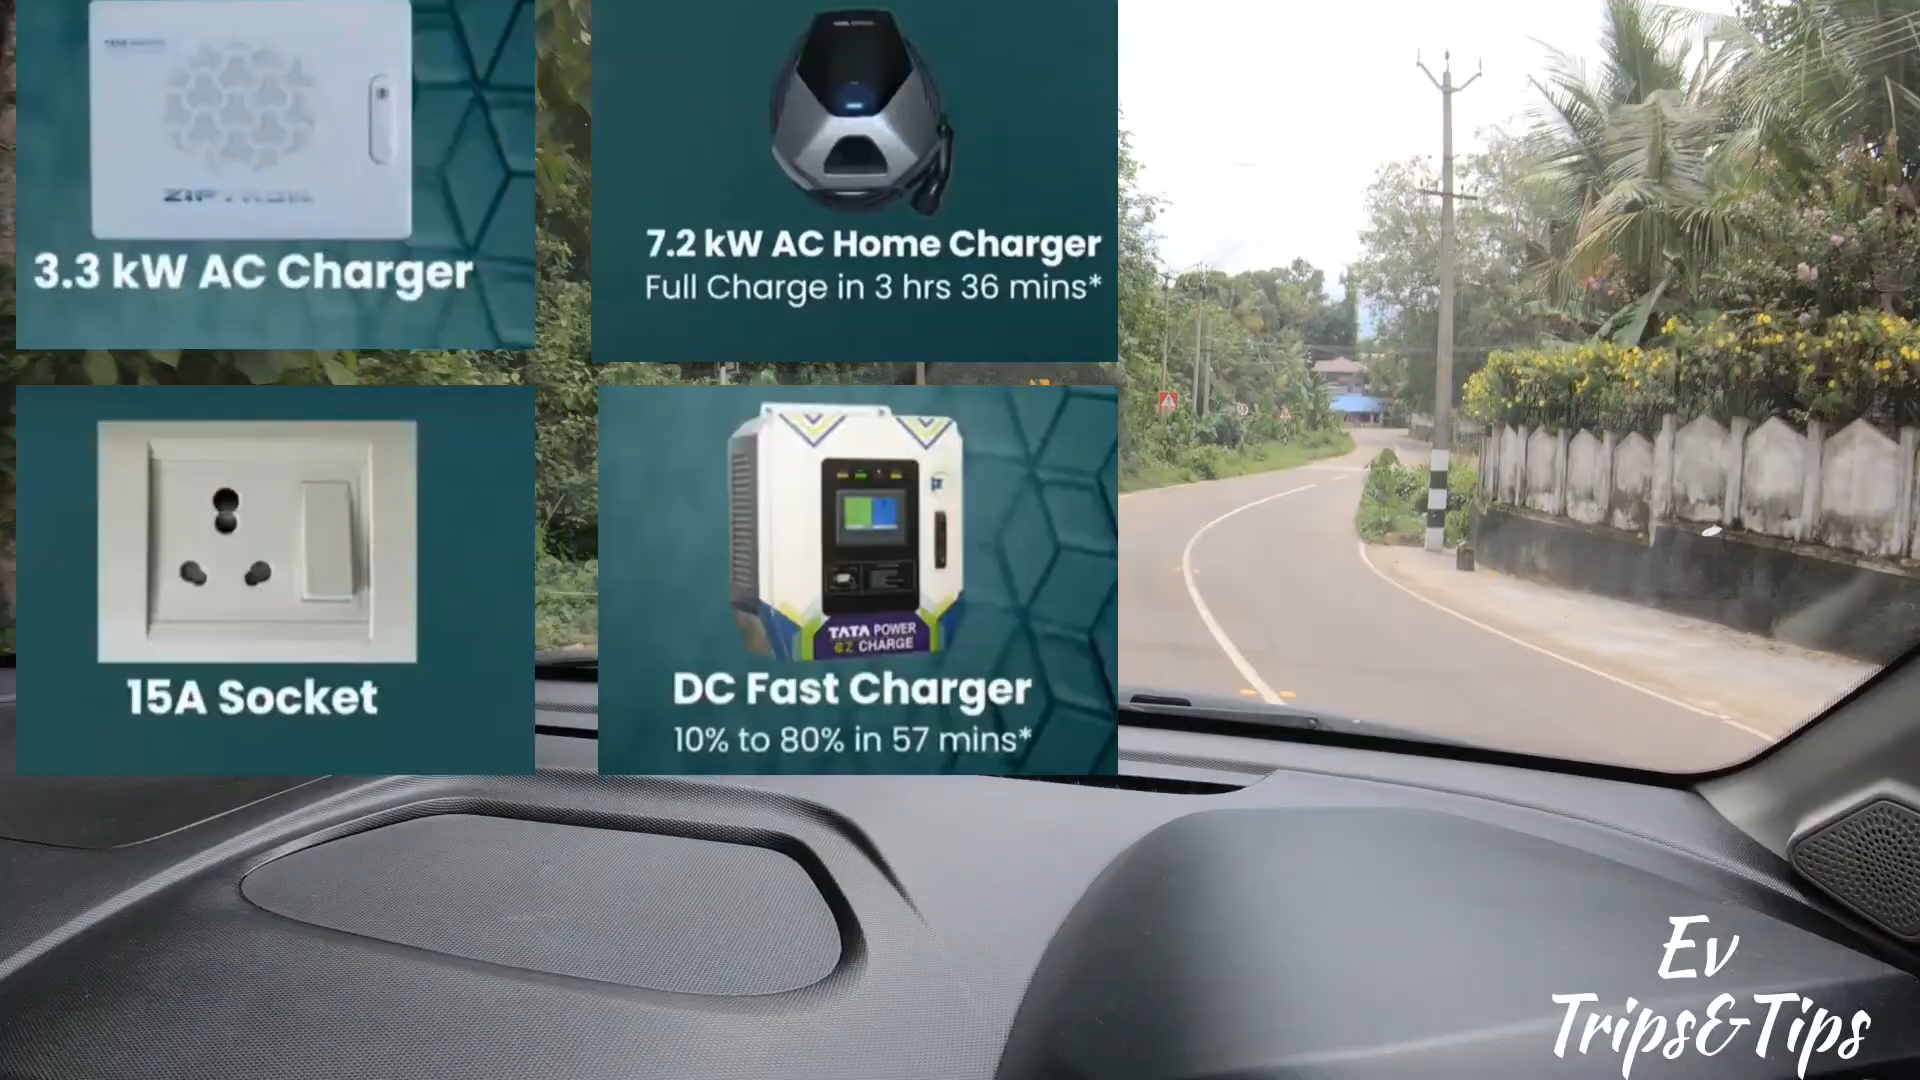 ZIPTRON
3.3 kW AC Charger
7.2 kW AC Home Charger
Full Charge in 3 hrs 36 mins*
15A Socket
TATA POWER
EZ CHARGE
DC Fast Charger
10% to 80% in 57 mins*
Ev
Trips&Tips